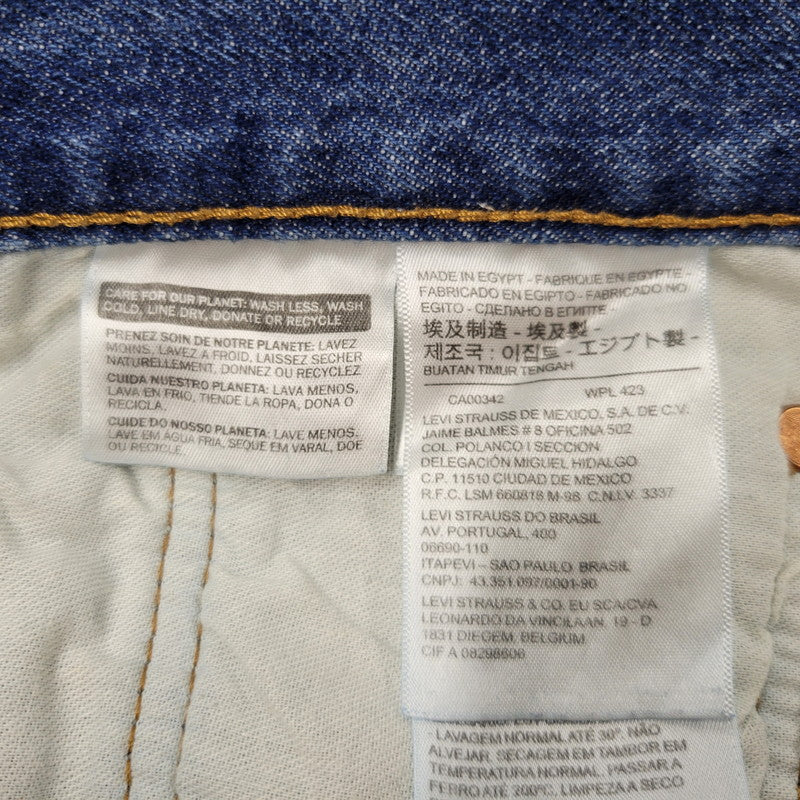 CARE FOR OUR PLANET: WASH LESS, WASH
COLD, LINE DRY, DONATE OR RECYCLE.
PRENEZ SOIN DE NOTRE PLANETE: LAVEZ
MOINS, LAVEZ A FROID, LAISSEZ SECHER
NATURELLEMENT, DONNEZ OU RECYCLEZ.
CUIDA NUESTRO PLANETA: LAVA MENOS,
LAVA EN FRIO, TIENDE LA ROPA, DONA O
RECICLA.
CUIDE DO NOSSO PLANETA: LAVE MENOS,
LAVE EM AGUA FRIA, SEQUE EM VARAL, DOE
OU RECICLE.
MADE IN EGYPT - FABRIQUE EN EGYPTE -
FABRICADO EN EGIPTO - FABRICADO NO
EGITO - СДЕЛАНО В ЕГИПТЕ
埃及制造 - 埃及製 -
제조국 : 이집트 - エジプト製 -
BUATAN TIMUR TENGAH
CA00342 WPL 423
LEVI STRAUSS DE MEXICO, S.A. DE C.V.
JAIME BALMES # 8 OFICINA 502
COL. POLANCO I SECCION
DELEGACIÓN MIGUEL HIDALGO
C.P. 11510 CIUDAD DE MEXICO
R.F.C. LSM 660818 M-98 C.N.I.V. 3337
LEVI STRAUSS DO BRASIL
AV. PORTUGAL, 400
06690-110
ITAPEVI - SAO PAULO, BRASIL
CNPJ: 43.351.097/0001-90
LEVI STRAUSS & CO. EU SCA/CVA
LEONARDO DA VINCILAAN, 19 - D
1831 DIEGEM, BELGIUM
CIF A 08298606
- LAVAGEM NORMAL ATÉ 30°. NÃO
ALVEJAR, SECAGEM EM TAMBOR EM
TEMPERATURA NORMAL, PASSAR A
FERRO ATÉ 200°C, LIMPEZA A SECO